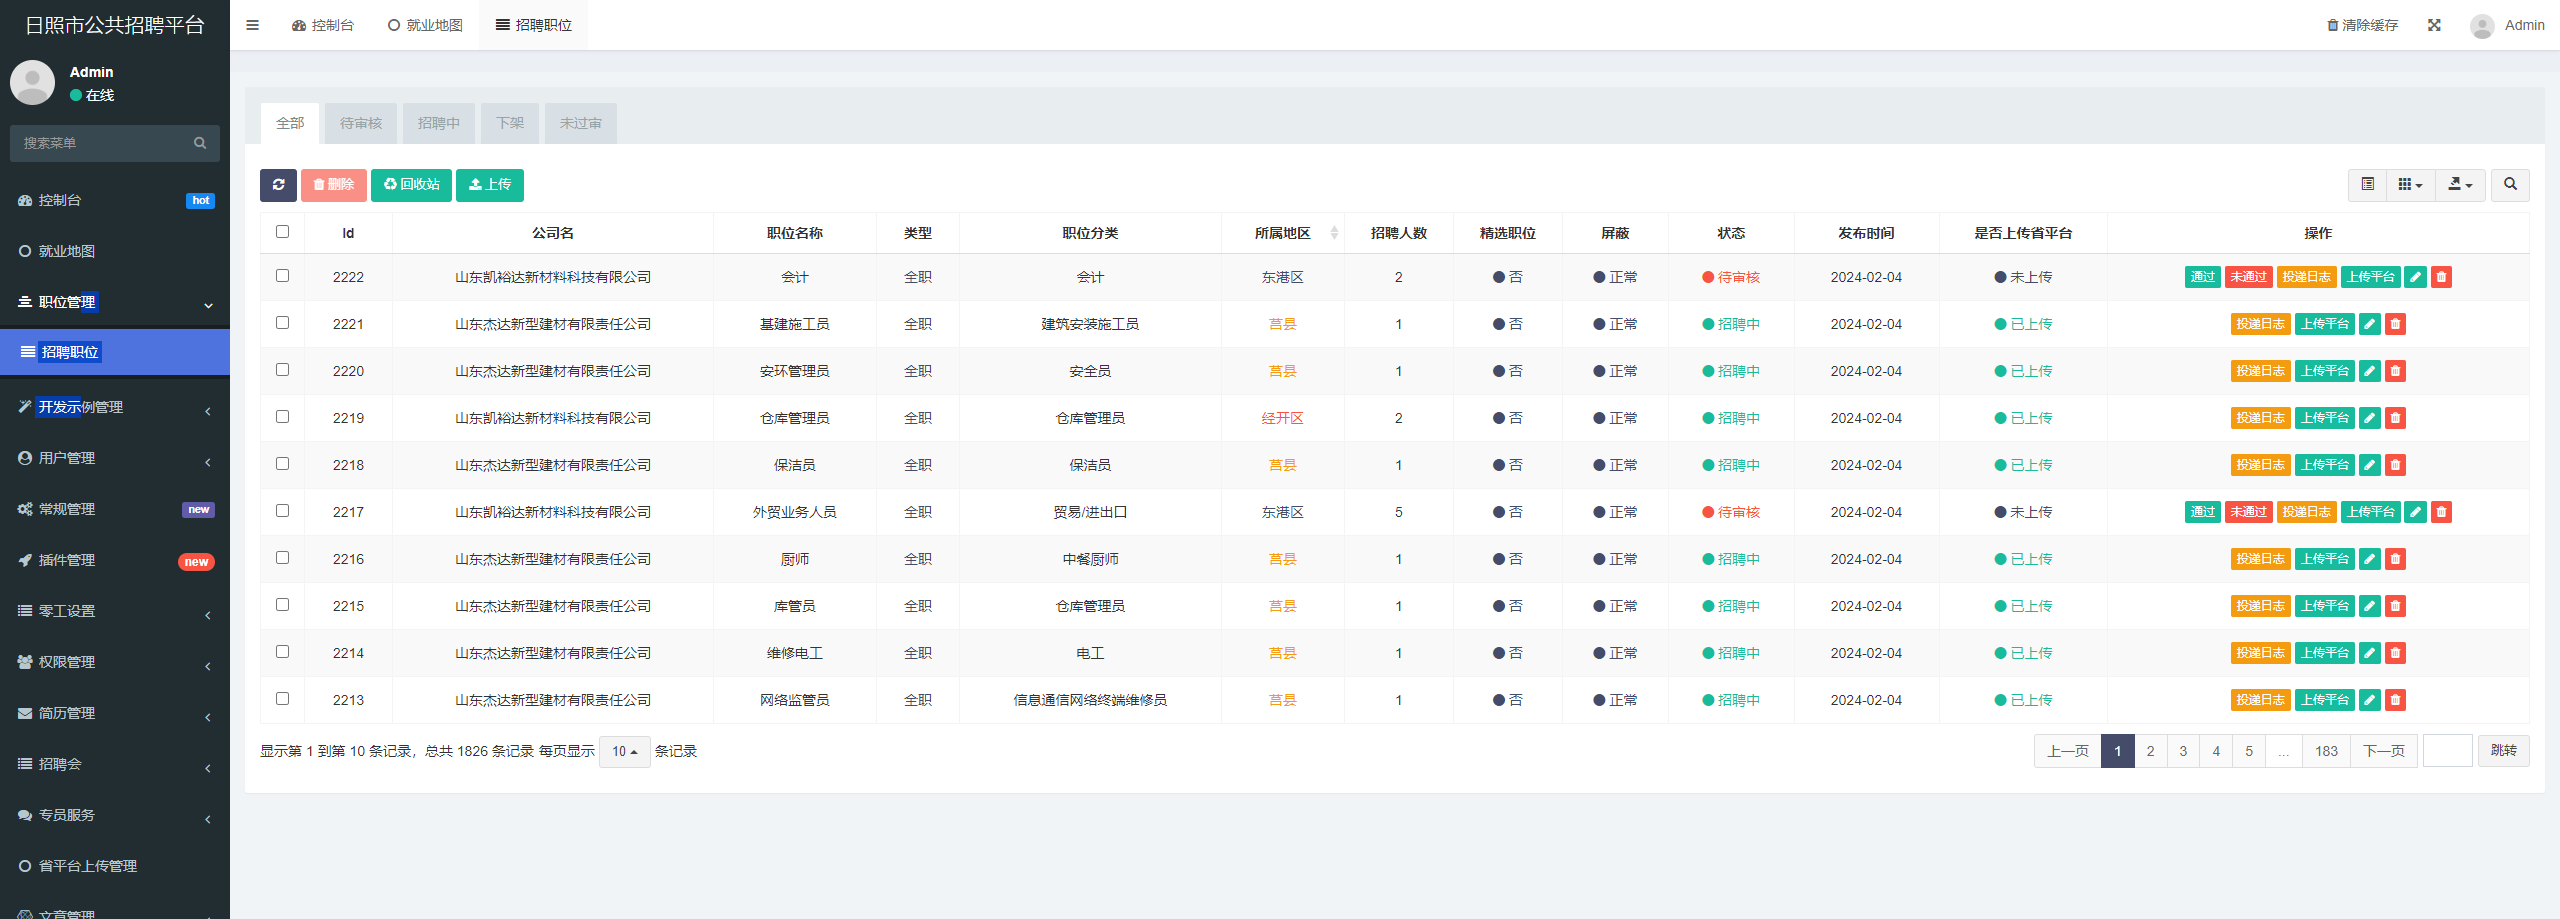 日照市公共招聘平台
控制台 就业地图 招聘职位 清除缓存 Admin
Admin
在线
搜索菜单
控制台 hot
就业地图
职位管理
招聘职位
开发示例管理
用户管理
常规管理 new
插件管理 new
零工设置
权限管理
简历管理
招聘会
专员服务
省平台上传管理
文章管理
全部 待审核 招聘中 下架 未过审
删除 回收站 上传
Id 公司名 职位名称 类型 职位分类 所属地区 招聘人数 精选职位 屏蔽 状态 发布时间 是否上传省平台 操作
2222 山东凯裕达新材料科技有限公司 会计 全职 会计 东港区 2 否 正常 待审核 2024-02-04 未上传 通过 未通过 投递日志 上传平台
2221 山东杰达新型建材有限责任公司 基建施工员 全职 建筑安装施工员 莒县 1 否 正常 招聘中 2024-02-04 已上传 投递日志 上传平台
2220 山东杰达新型建材有限责任公司 安环管理员 全职 安全员 莒县 1 否 正常 招聘中 2024-02-04 已上传 投递日志 上传平台
2219 山东凯裕达新材料科技有限公司 仓库管理员 全职 仓库管理员 经开区 2 否 正常 招聘中 2024-02-04 已上传 投递日志 上传平台
2218 山东杰达新型建材有限责任公司 保洁员 全职 保洁员 莒县 1 否 正常 招聘中 2024-02-04 已上传 投递日志 上传平台
2217 山东凯裕达新材料科技有限公司 外贸业务人员 全职 贸易/进出口 东港区 5 否 正常 待审核 2024-02-04 未上传 通过 未通过 投递日志 上传平台
2216 山东杰达新型建材有限责任公司 厨师 全职 中餐厨师 莒县 1 否 正常 招聘中 2024-02-04 已上传 投递日志 上传平台
2215 山东杰达新型建材有限责任公司 库管员 全职 仓库管理员 莒县 1 否 正常 招聘中 2024-02-04 已上传 投递日志 上传平台
2214 山东杰达新型建材有限责任公司 维修电工 全职 电工 莒县 1 否 正常 招聘中 2024-02-04 已上传 投递日志 上传平台
2213 山东杰达新型建材有限责任公司 网络监管员 全职 信息通信网络终端维修员 莒县 1 否 正常 招聘中 2024-02-04 已上传 投递日志 上传平台
显示第 1 到第 10 条记录，总共 1826 条记录 每页显示 10 条记录 上一页 1 2 3 4 5 ... 183 下一页 跳转